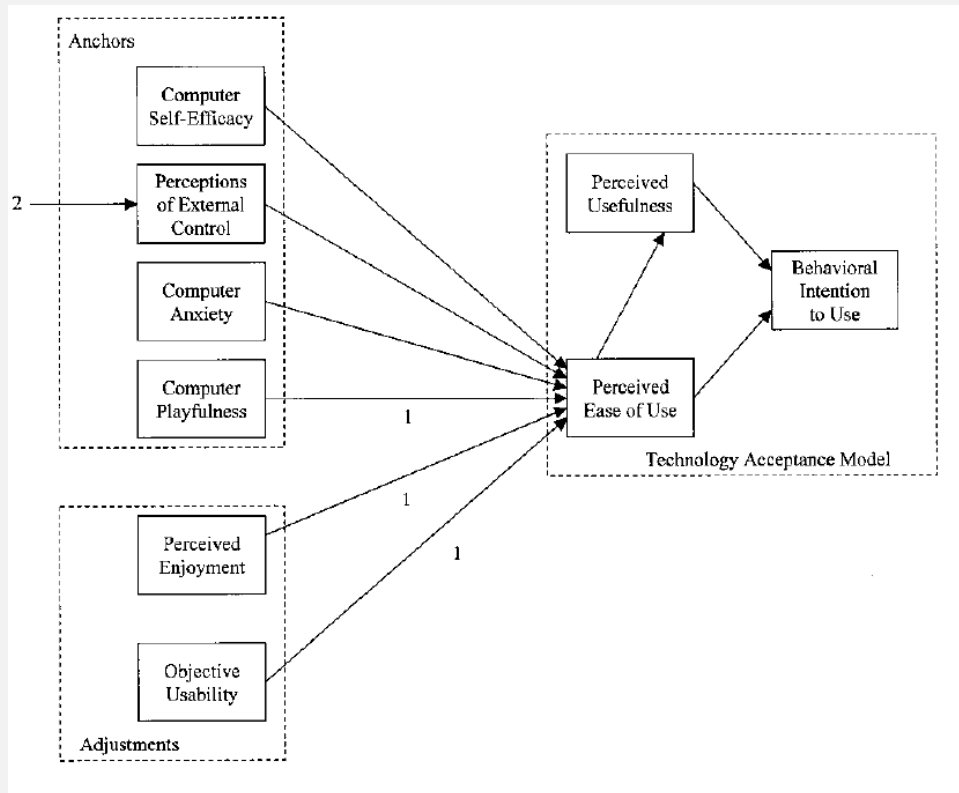 Anchors
Computer
Self-Efficacy
2
Perceptions
of External
Control
Computer
Anxiety
Computer
Playfulness
1
Perceived
Usefulness
Behavioral
Intention
to Use
Perceived
Ease of Use
Technology Acceptance Model
1
Perceived
Enjoyment
1
Objective
Usability
Adjustments